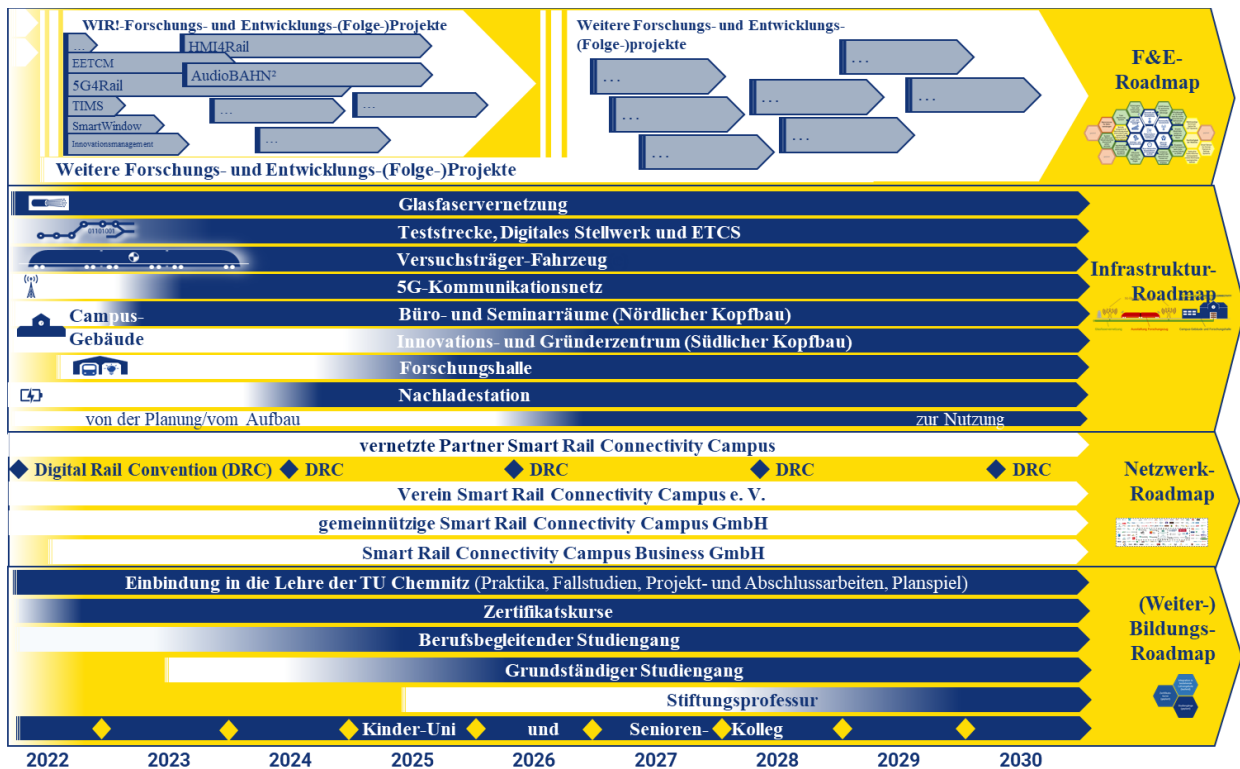 WIR!-Forschungs- und Entwicklungs-(Folge-)Projekte
…
HMI4Rail
EETCM
AudioBAHN²
5G4Rail
TIMS
…
…
SmartWindow
Innovationsmanagement
…
Weitere Forschungs- und Entwicklungs-(Folge-)Projekte
Weitere Forschungs- und Entwicklungs-
(Folge-)projekte
…
…
…
…
…
…
…
F&E-
Roadmap
Glasfaservernetzung
01101001
Teststrecke, Digitales Stellwerk und ETCS
Versuchsträger-Fahrzeug
5G-Kommunikationsnetz
Campus-
Gebäude
Büro- und Seminarräume (Nördlicher Kopfbau)
Innovations- und Gründerzentrum (Südlicher Kopfbau)
Forschungshalle
Nachladestation
von der Planung/vom Aufbau
zur Nutzung
Infrastruktur-
Roadmap
vernetzte Partner Smart Rail Connectivity Campus
Digital Rail Convention (DRC) DRC DRC DRC DRC
Verein Smart Rail Connectivity Campus e. V.
gemeinnützige Smart Rail Connectivity Campus GmbH
Smart Rail Connectivity Campus Business GmbH
Netzwerk-
Roadmap
Einbindung in die Lehre der TU Chemnitz (Praktika, Fallstudien, Projekt- und Abschlussarbeiten, Planspiel)
Zertifikatskurse
Berufsbegleitender Studiengang
Grundständiger Studiengang
Stiftungsprofessur
Kinder-Uni und Senioren- Kolleg
(Weiter-)
Bildungs-
Roadmap
2022 2023 2024 2025 2026 2027 2028 2029 2030